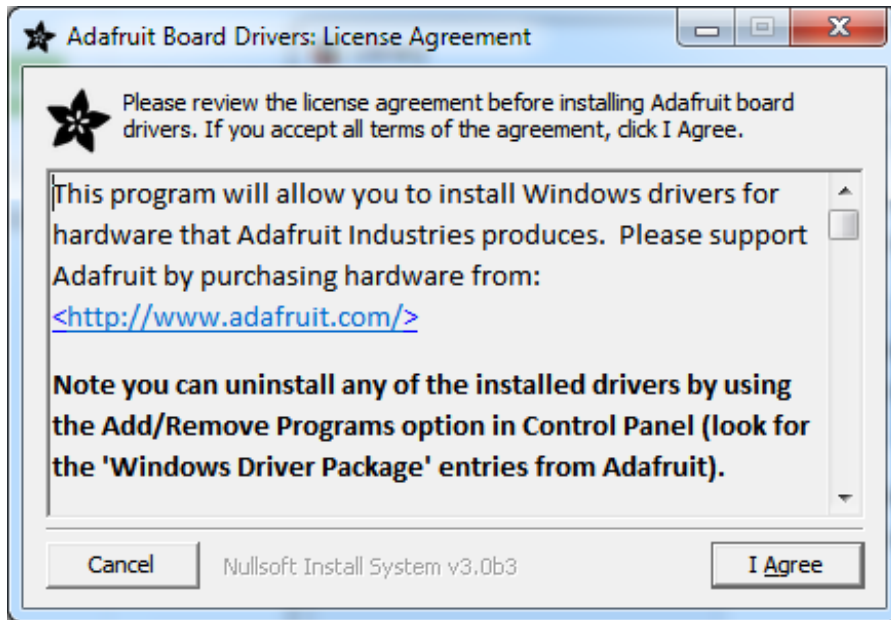 Adafruit Board Drivers: License Agreement
Please review the license agreement before installing Adafruit board
drivers. If you accept all terms of the agreement, click I Agree.
This program will allow you to install Windows drivers for
hardware that Adafruit Industries produces.  Please support
Adafruit by purchasing hardware from:
<http://www.adafruit.com/>
Note you can uninstall any of the installed drivers by using
the Add/Remove Programs option in Control Panel (look for
the 'Windows Driver Package' entries from Adafruit).
Cancel
Nullsoft Install System v3.0b3
I Agree